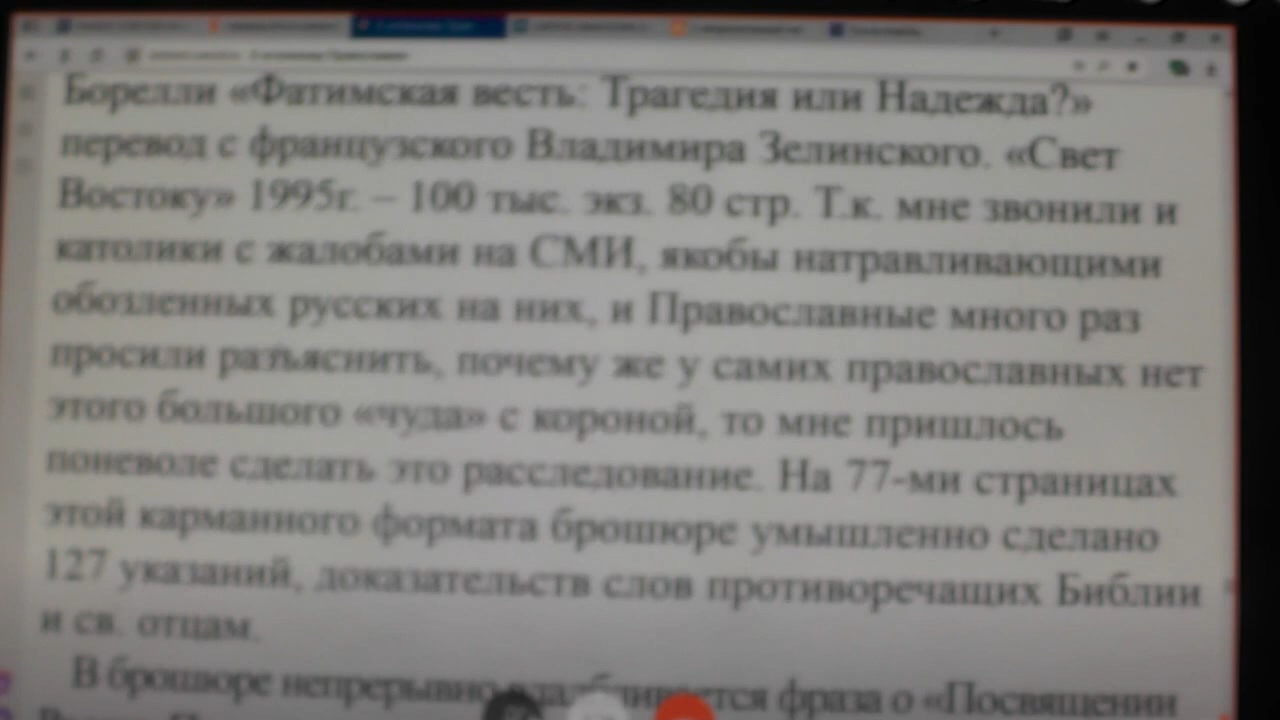 Борелли «Фатимская весть: Трагедия или Надежда?»
перевод с французского Владимира Зелинского. «Свет
Востоку» 1995г. – 100 тыс. экз. 80 стр. Т.к. мне звонили и
католики с жалобами на СМИ, якобы натравливающими
обозленных русских на них, и Православные много раз
просили разъяснить, почему же у самих православных нет
этого большого «чуда» с короной, то мне пришлось
поневоле сделать это расследование. На 77-ми страницах
этой карманного формата брошюре умышленно сделано
127 указаний, доказательств слов противоречащих Библии
и св. отцам.
В брошюре непрерывно вдалбливается фраза о «Посвящении